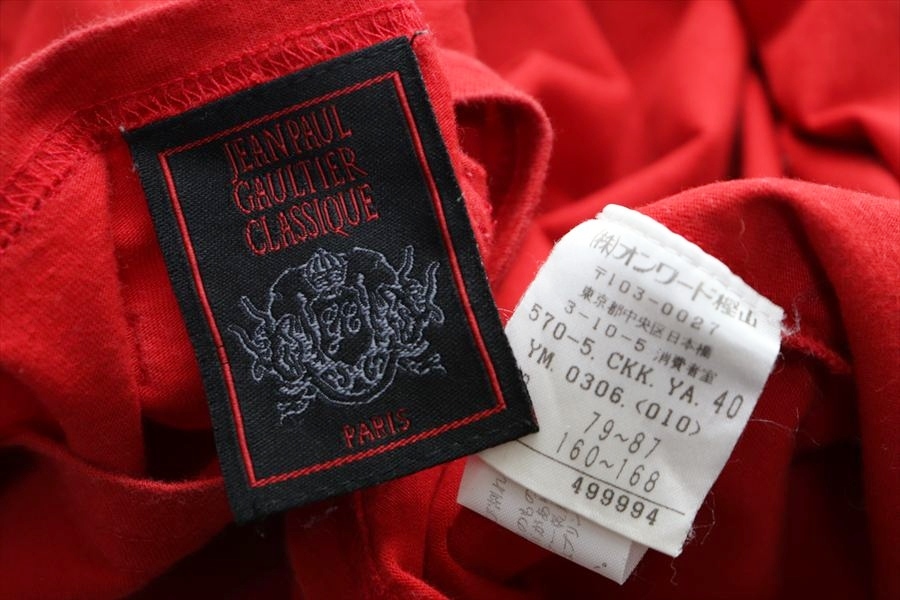 JEAN PAUL
GAULTIER
CLASSIQUE
PARIS
(株)オンワード樫山
〒103-0027
東京都中央区日本橋
3-10-5 消費者室
570-5. CKK. YA. 40
YM. 0306. <010>
79~87
160~168
499994